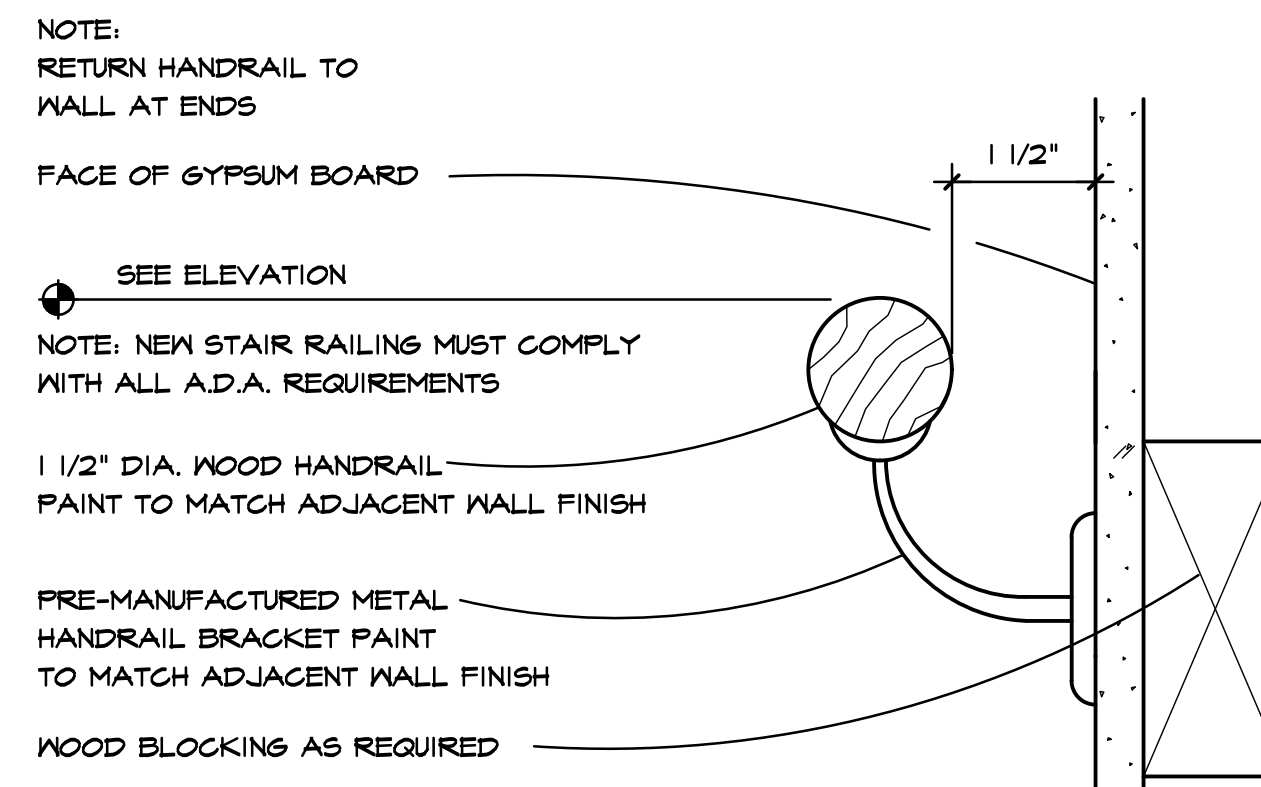 NOTE:
RETURN HANDRAIL TO
WALL AT ENDS
1 1/2"
FACE OF GYPSUM BOARD
SEE ELEVATION
NOTE: NEW STAIR RAILING MUST COMPLY
WITH ALL A.D.A. REQUIREMENTS
1 1/2" DIA. WOOD HANDRAIL
PAINT TO MATCH ADJACENT WALL FINISH
PRE-MANUFACTURED METAL
HANDRAIL BRACKET PAINT
TO MATCH ADJACENT WALL FINISH
WOOD BLOCKING AS REQUIRED